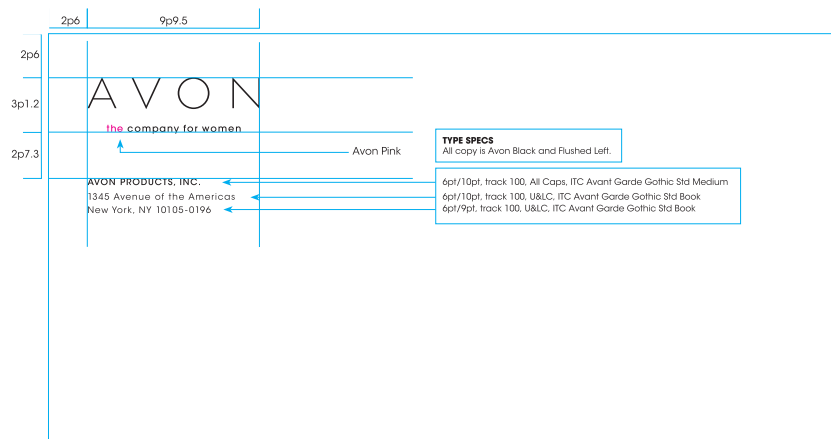 2p6 9p9.5
2p6
3p1.2
AVON
the company for women
2p7.3
Avon Pink
TYPE SPECS
All copy is Avon Black and Flushed Left.
AVON PRODUCTS, INC.
1345 Avenue of the Americas
New York, NY 10105-0196
6pt/10pt, track 100, All Caps, ITC Avant Garde Gothic Std Medium
6pt/10pt, track 100, U&LC, ITC Avant Garde Gothic Std Book
6pt/9pt, track 100, U&LC, ITC Avant Garde Gothic Std Book